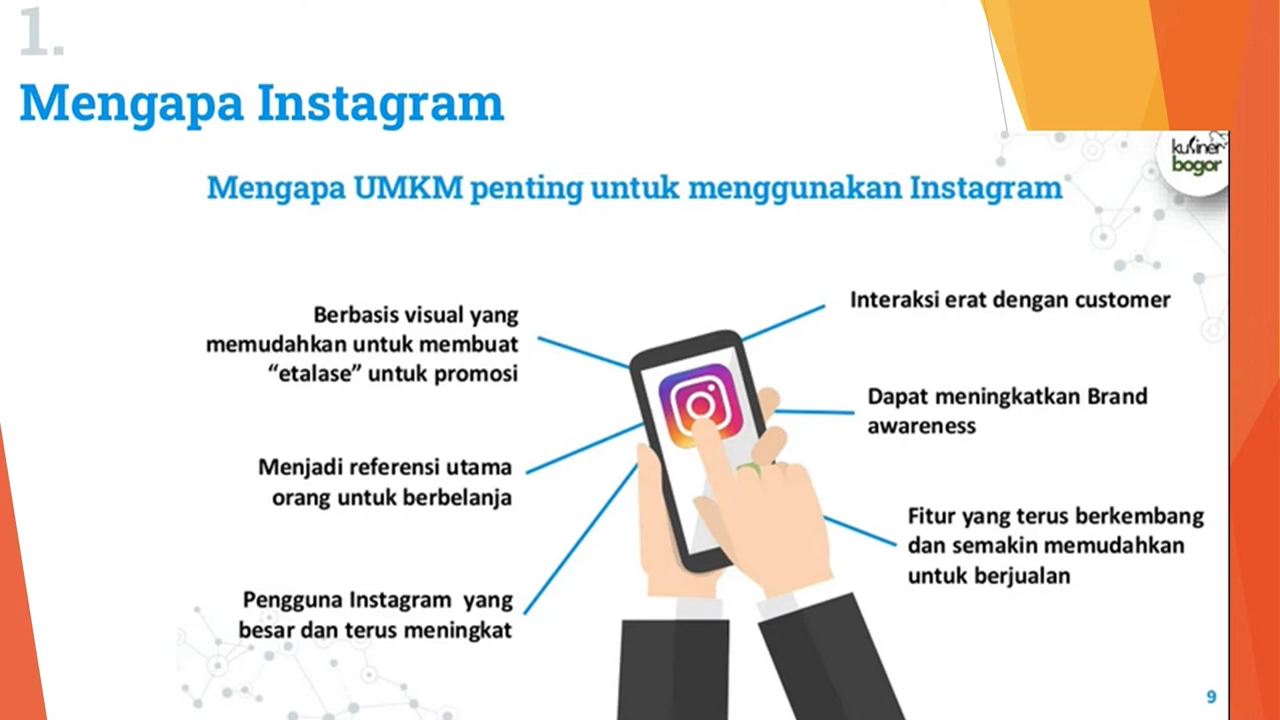 1.
Mengapa Instagram
kuliner
bogor
Mengapa UMKM penting untuk menggunakan Instagram
Berbasis visual yang
memudahkan untuk membuat
“etalase” untuk promosi
Menjadi referensi utama
orang untuk berbelanja
Pengguna Instagram yang
besar dan terus meningkat
Interaksi erat dengan customer
Dapat meningkatkan Brand
awareness
Fitur yang terus berkembang
dan semakin memudahkan
untuk berjualan
9